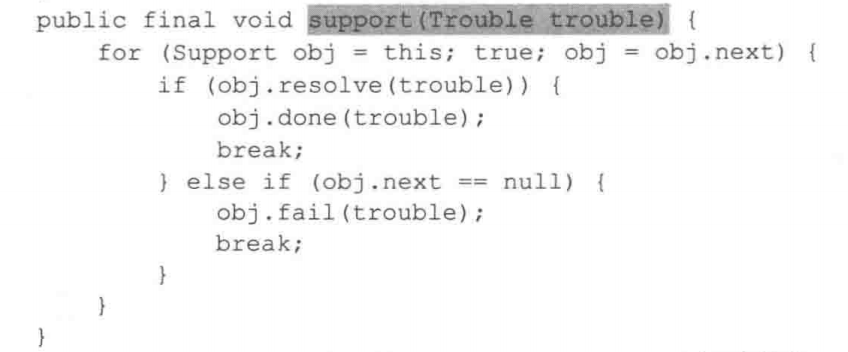 public final void support(Trouble trouble) {
    for (Support obj = this; true; obj = obj.next) {
        if (obj.resolve(trouble)) {
            obj.done(trouble);
            break;
        } else if (obj.next == null) {
            obj.fail(trouble);
            break;
        }
    }
}